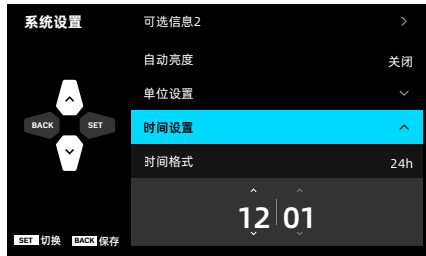 系统设置
可选信息2
自动亮度 关闭
单位设置
时间设置
时间格式 24h
BACK SET
12 01
SET 切换 BACK 保存